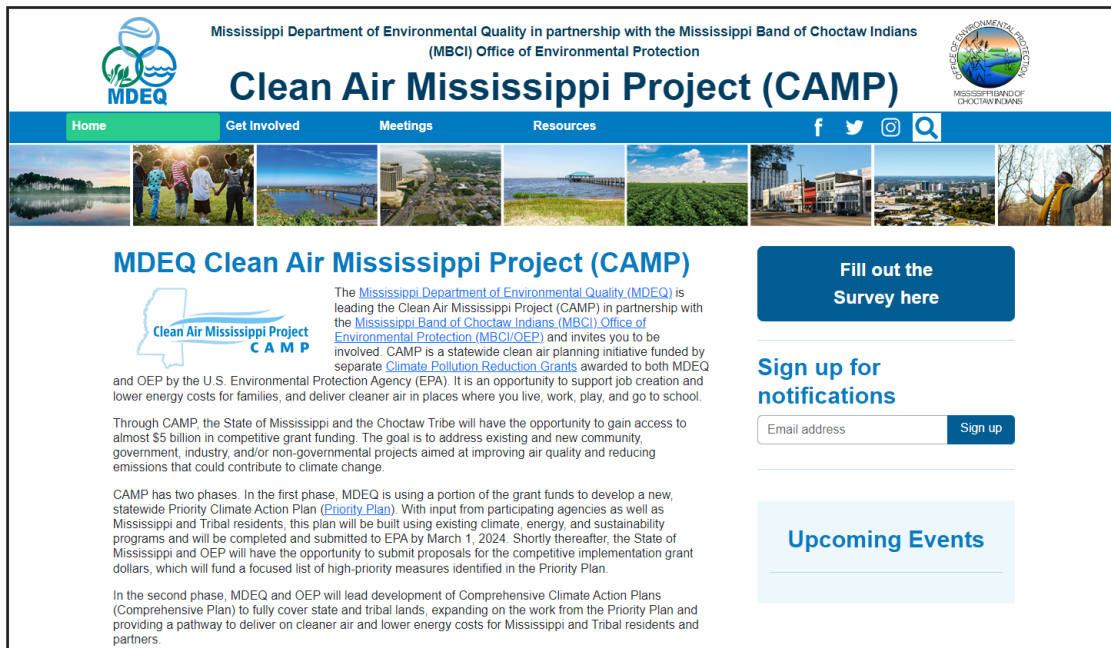 Mississippi Department of Environmental Quality in partnership with the Mississippi Band of Choctaw Indians
(MBCI) Office of Environmental Protection
Clean Air Mississippi Project (CAMP)
MDEQ
OFFICE OF ENVIRONMENTAL PROTECTION
MISSISSIPPI BAND OF
CHOCTAW INDIANS
Home Get Involved Meetings Resources
MDEQ Clean Air Mississippi Project (CAMP)
Clean Air Mississippi Project
CAMP
The Mississippi Department of Environmental Quality (MDEQ) is
leading the Clean Air Mississippi Project (CAMP) in partnership with
the Mississippi Band of Choctaw Indians (MBCI) Office of
Environmental Protection (MBCI/OEP) and invites you to be
involved. CAMP is a statewide clean air planning initiative funded by
separate Climate Pollution Reduction Grants awarded to both MDEQ
and OEP by the U.S. Environmental Protection Agency (EPA). It is an opportunity to support job creation and
lower energy costs for families, and deliver cleaner air in places where you live, work, play, and go to school.
Through CAMP, the State of Mississippi and the Choctaw Tribe will have the opportunity to gain access to
almost $5 billion in competitive grant funding. The goal is to address existing and new community,
government, industry, and/or non-governmental projects aimed at improving air quality and reducing
emissions that could contribute to climate change.
CAMP has two phases. In the first phase, MDEQ is using a portion of the grant funds to develop a new,
statewide Priority Climate Action Plan (Priority Plan). With input from participating agencies as well as
Mississippi and Tribal residents, this plan will be built using existing climate, energy, and sustainability
programs and will be completed and submitted to EPA by March 1, 2024. Shortly thereafter, the State of
Mississippi and OEP will have the opportunity to submit proposals for the competitive implementation grant
dollars, which will fund a focused list of high-priority measures identified in the Priority Plan.
In the second phase, MDEQ and OEP will lead development of Comprehensive Climate Action Plans
(Comprehensive Plan) to fully cover state and tribal lands, expanding on the work from the Priority Plan and
providing a pathway to deliver on cleaner air and lower energy costs for Mississippi and Tribal residents and
partners.
Fill out the
Survey here
Sign up for
notifications
Email address Sign up
Upcoming Events